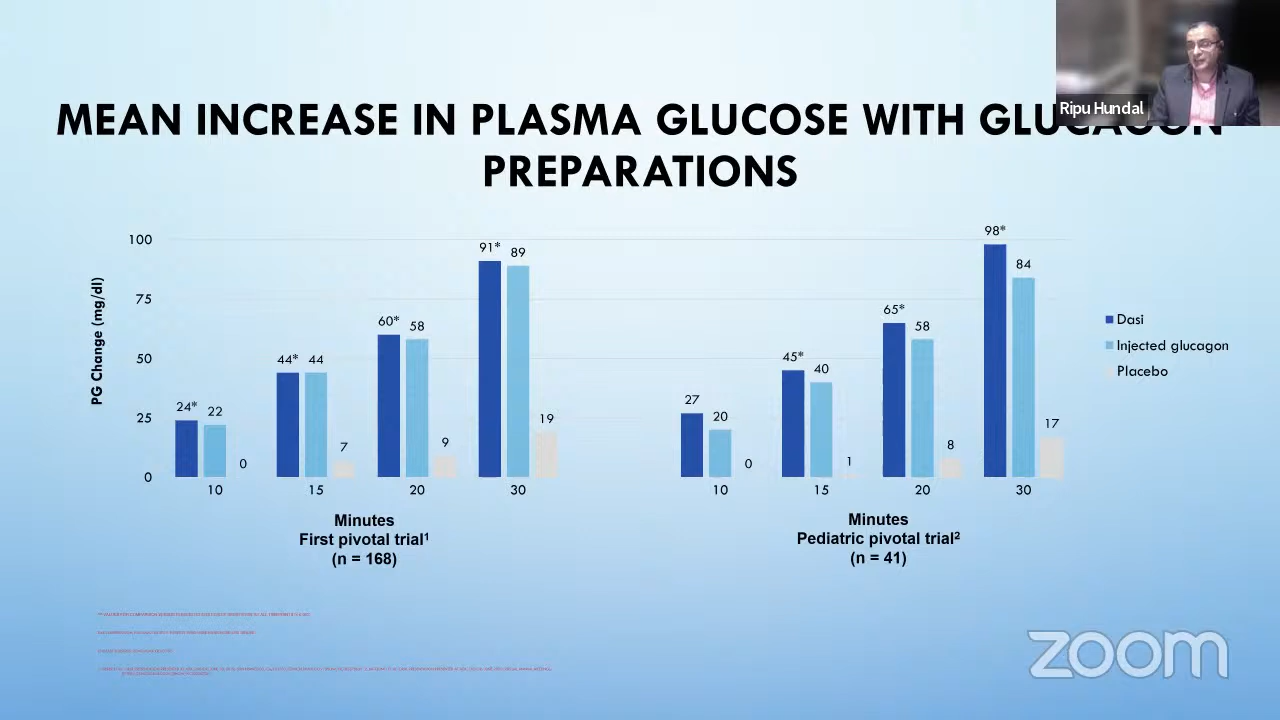 Ripu Hundal
MEAN INCREASE IN PLASMA GLUCOSE WITH GLUCAGON
PREPARATIONS
PG Change (mg/dl)
100
75
50
25
0
24* 22 0
44* 44 7
60* 58 9
91* 89 19
10 15 20 30
Minutes
First pivotal trial¹
(n = 168)
27 20 0
45* 40 1
65* 58 8
98* 84 17
10 15 20 30
Minutes
Pediatric pivotal trial²
(n = 41)
Dasi
Injected glucagon
Placebo
zoom